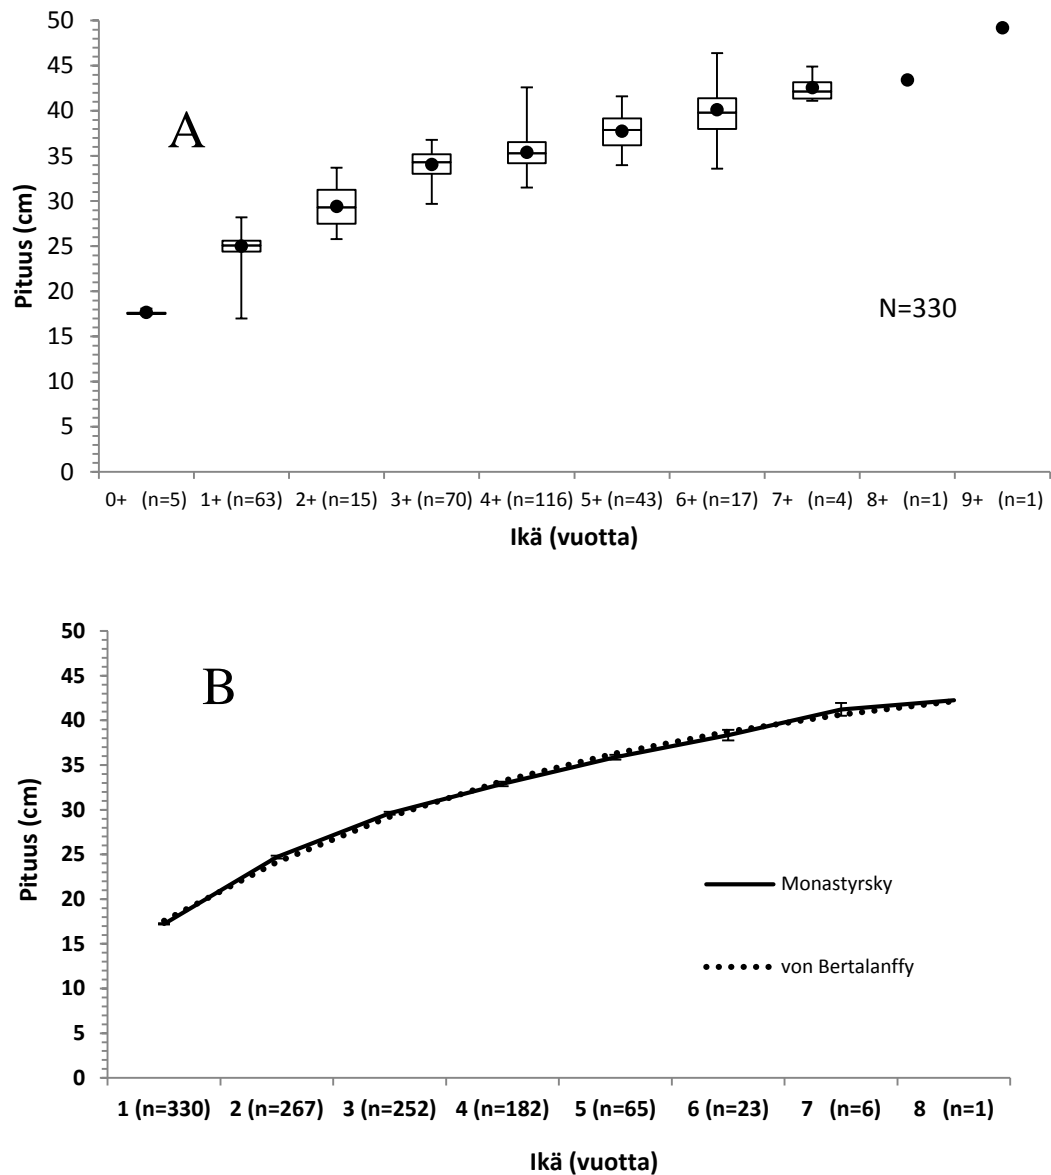 50
45
40
35
30
25
20
15
10
5
0
Pituus (cm)
A
N=330
0+ (n=5) 1+ (n=63) 2+ (n=15) 3+ (n=70) 4+ (n=116) 5+ (n=43) 6+ (n=17) 7+ (n=4) 8+ (n=1) 9+ (n=1)
Ikä (vuotta)
50
45
40
35
30
25
20
15
10
5
0
Pituus (cm)
B
Monastyrsky
von Bertalanffy
1 (n=330) 2 (n=267) 3 (n=252) 4 (n=182) 5 (n=65) 6 (n=23) 7 (n=6) 8 (n=1)
Ikä (vuotta)